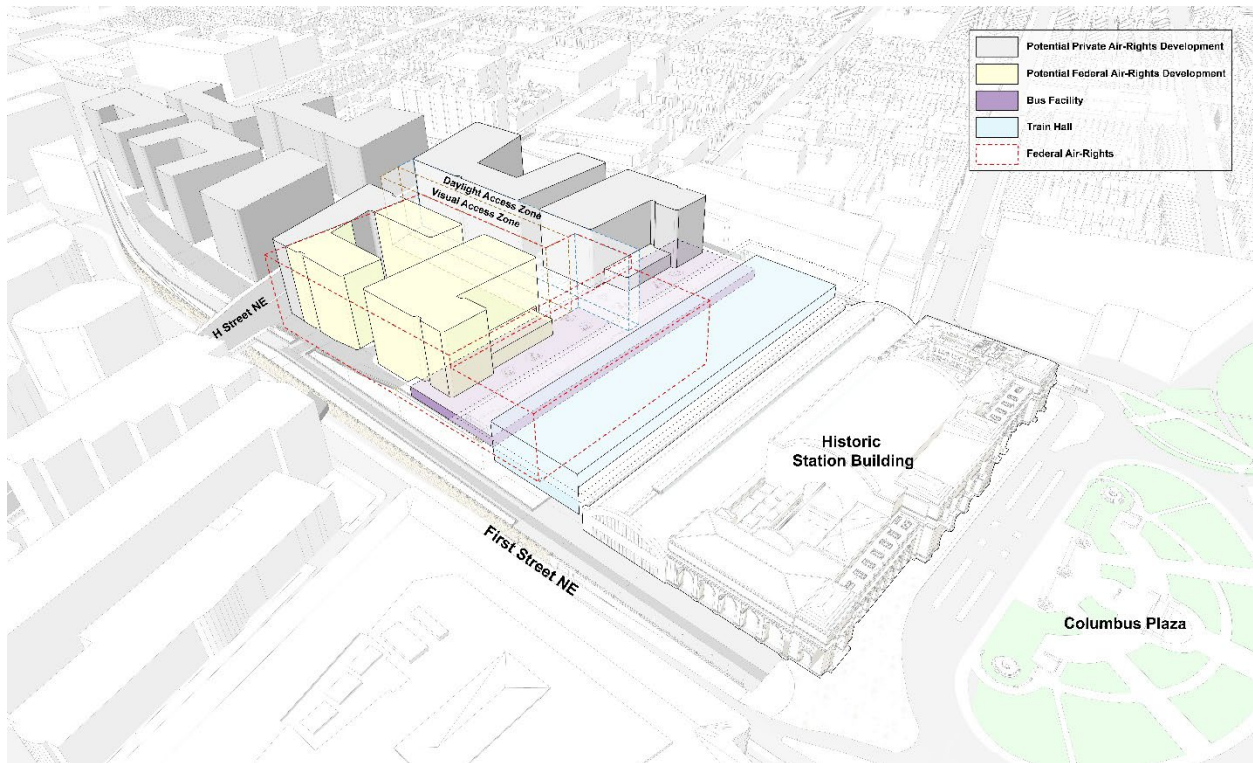 Potential Private Air-Rights Development
Potential Federal Air-Rights Development
Bus Facility
Train Hall
Federal Air-Rights
Daylight Access Zone
Visual Access Zone
H Street NE
Historic
Station Building
First Street NE
Columbus Plaza